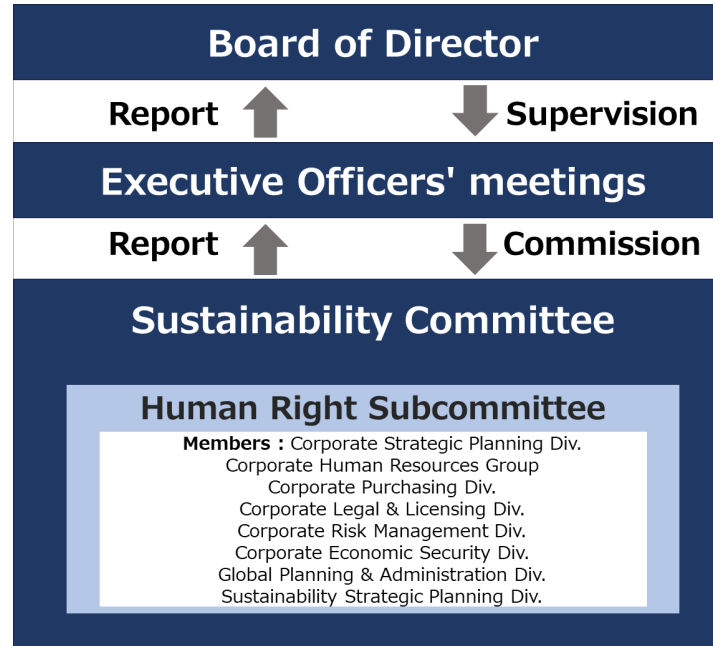 Board of Director
Report Supervision
Executive Officers' meetings
Report Commission
Sustainability Committee
Human Right Subcommittee
Members : Corporate Strategic Planning Div.
Corporate Human Resources Group
Corporate Purchasing Div.
Corporate Legal & Licensing Div.
Corporate Risk Management Div.
Corporate Economic Security Div.
Global Planning & Administration Div.
Sustainability Strategic Planning Div.